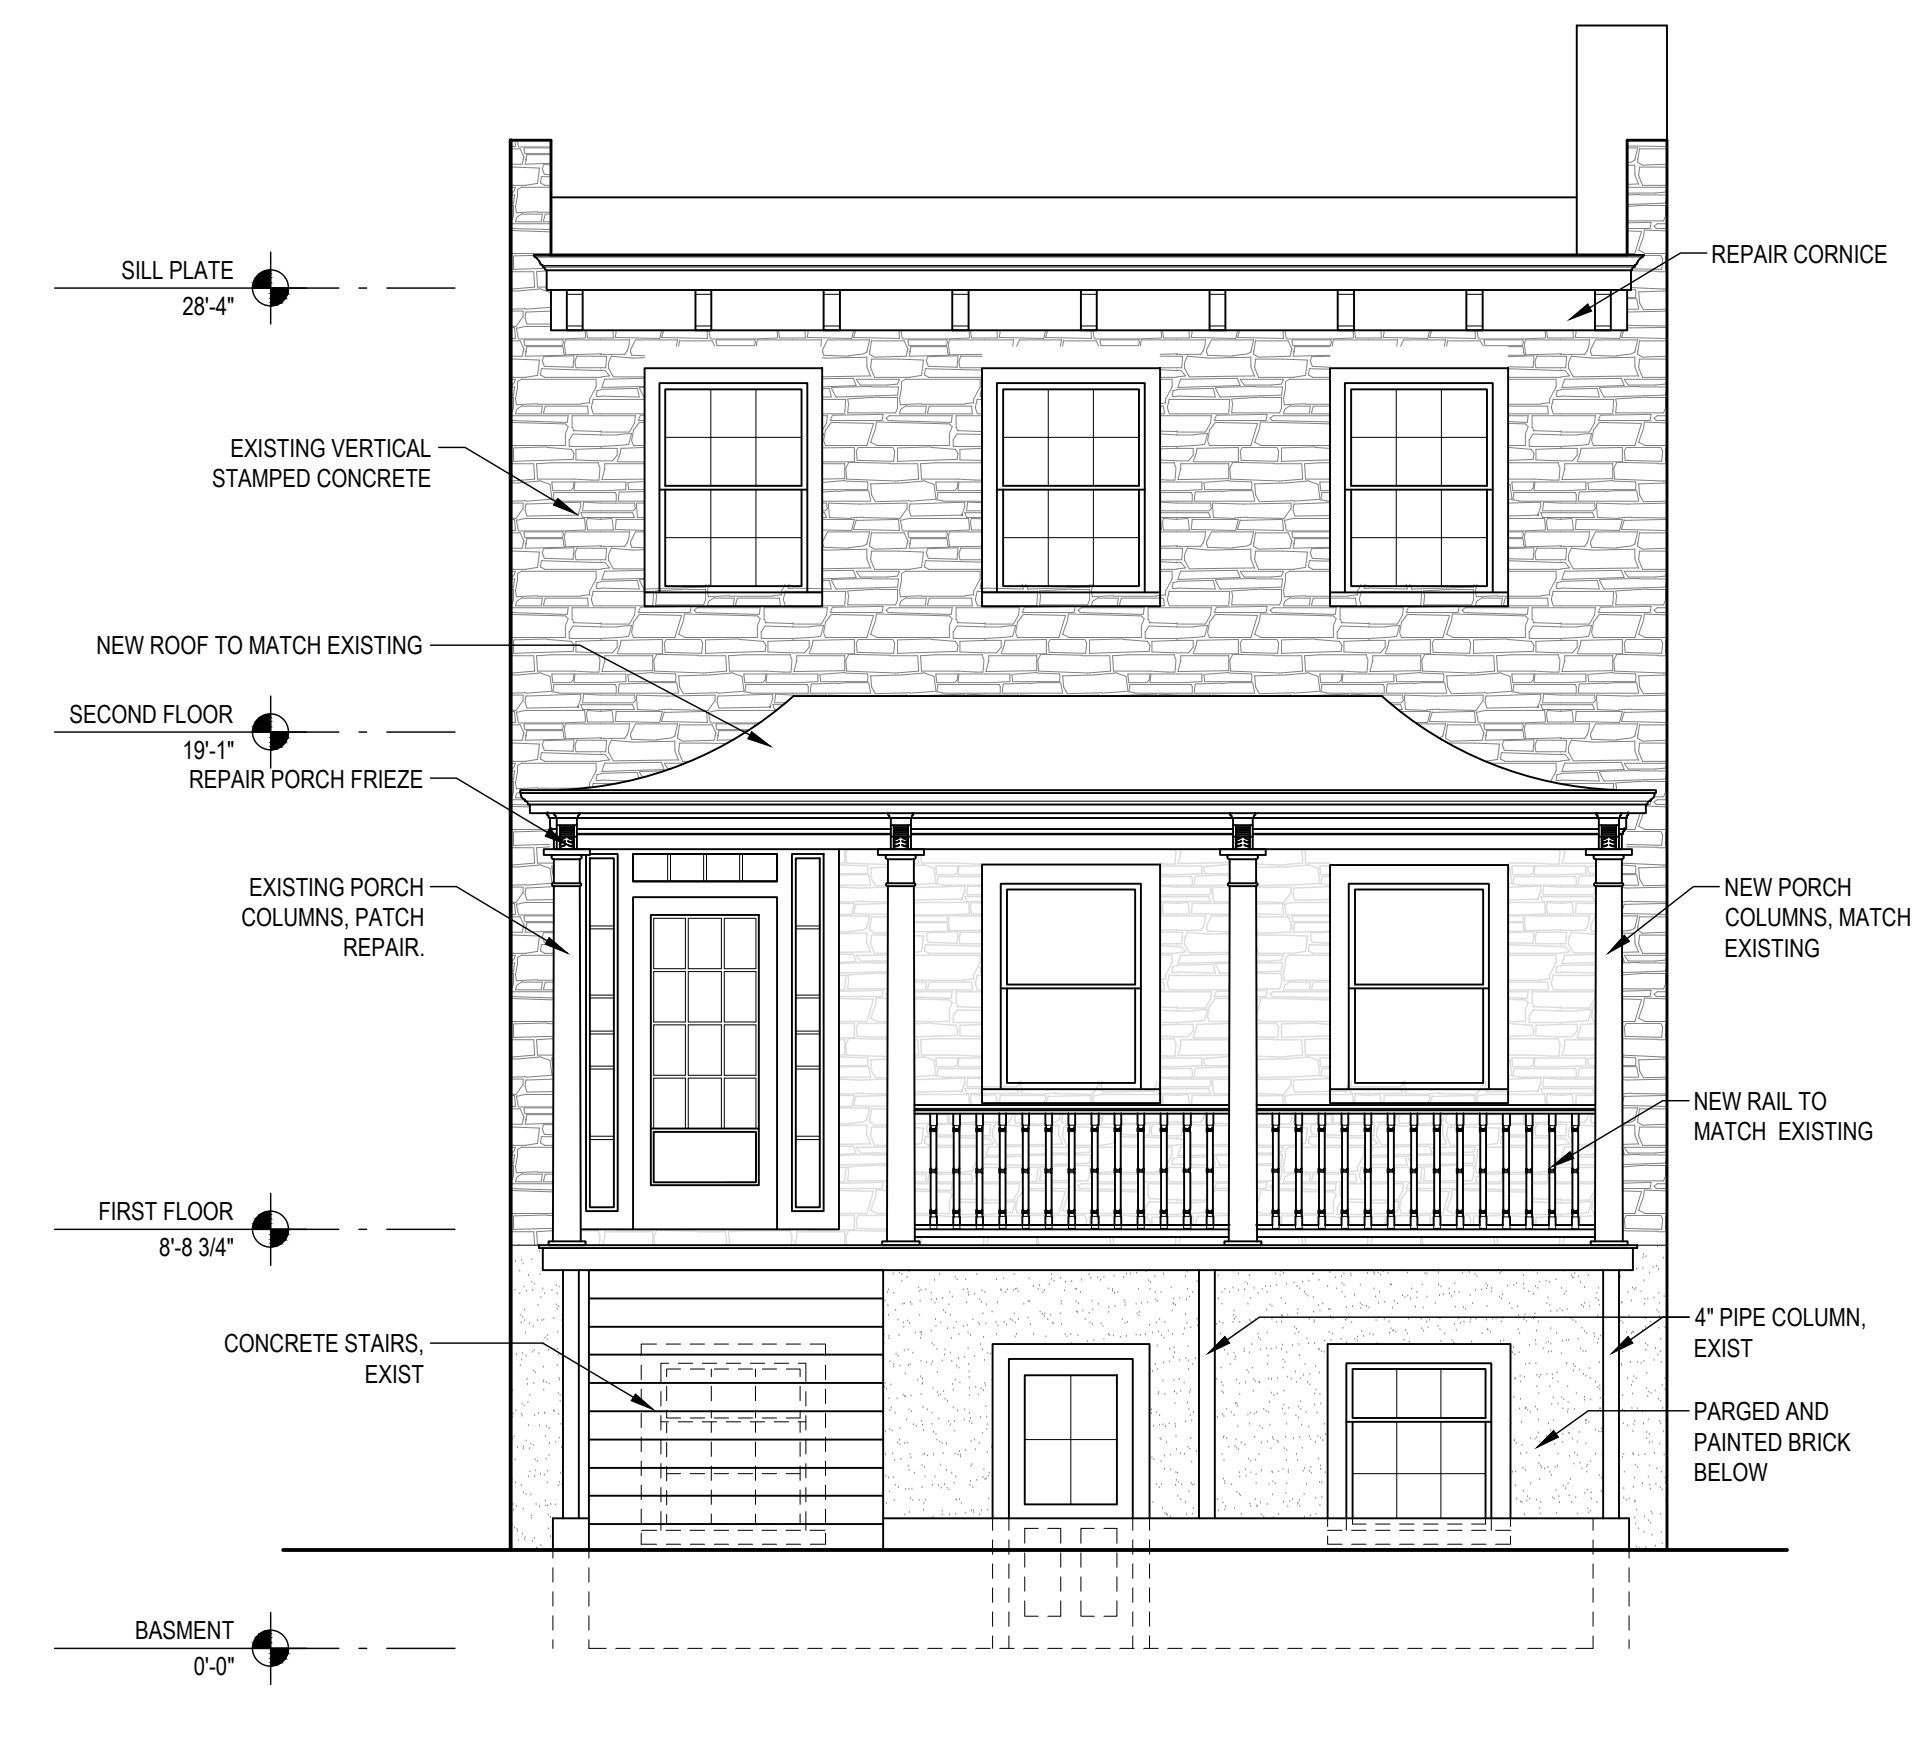 REPAIR CORNICE
SILL PLATE
28'-4"
EXISTING VERTICAL
STAMPED CONCRETE
NEW ROOF TO MATCH EXISTING
SECOND FLOOR
19'-1"
REPAIR PORCH FRIEZE
EXISTING PORCH
COLUMNS, PATCH
REPAIR.
NEW PORCH
COLUMNS, MATCH
EXISTING
NEW RAIL TO
MATCH EXISTING
FIRST FLOOR
8'-8 3/4"
CONCRETE STAIRS,
EXIST
4" PIPE COLUMN,
EXIST
PARGED AND
PAINTED BRICK
BELOW
BASMENT
0'-0"